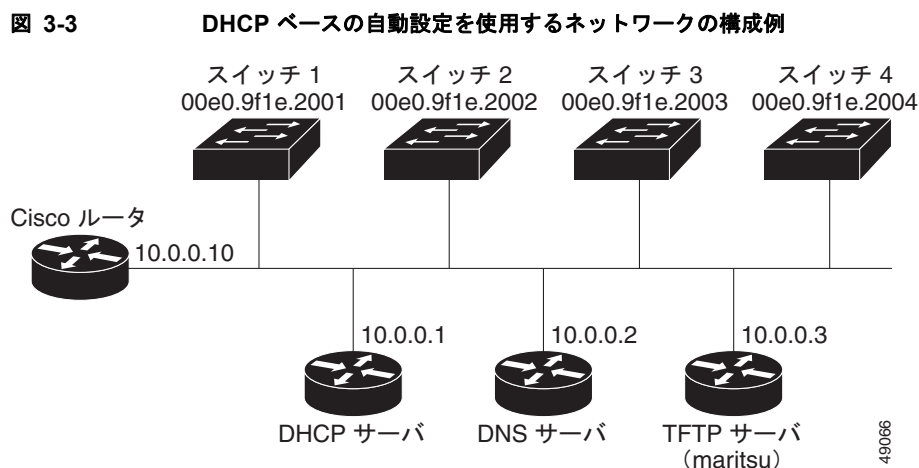 図 3-3 DHCP ベースの自動設定を使用するネットワークの構成例
スイッチ 1
00e0.9f1e.2001
スイッチ 2
00e0.9f1e.2002
スイッチ 3
00e0.9f1e.2003
スイッチ 4
00e0.9f1e.2004
Cisco ルータ
10.0.0.10
10.0.0.1
10.0.0.2
10.0.0.3
DHCP サーバ
DNS サーバ
TFTP サーバ
（maritsu）
49066